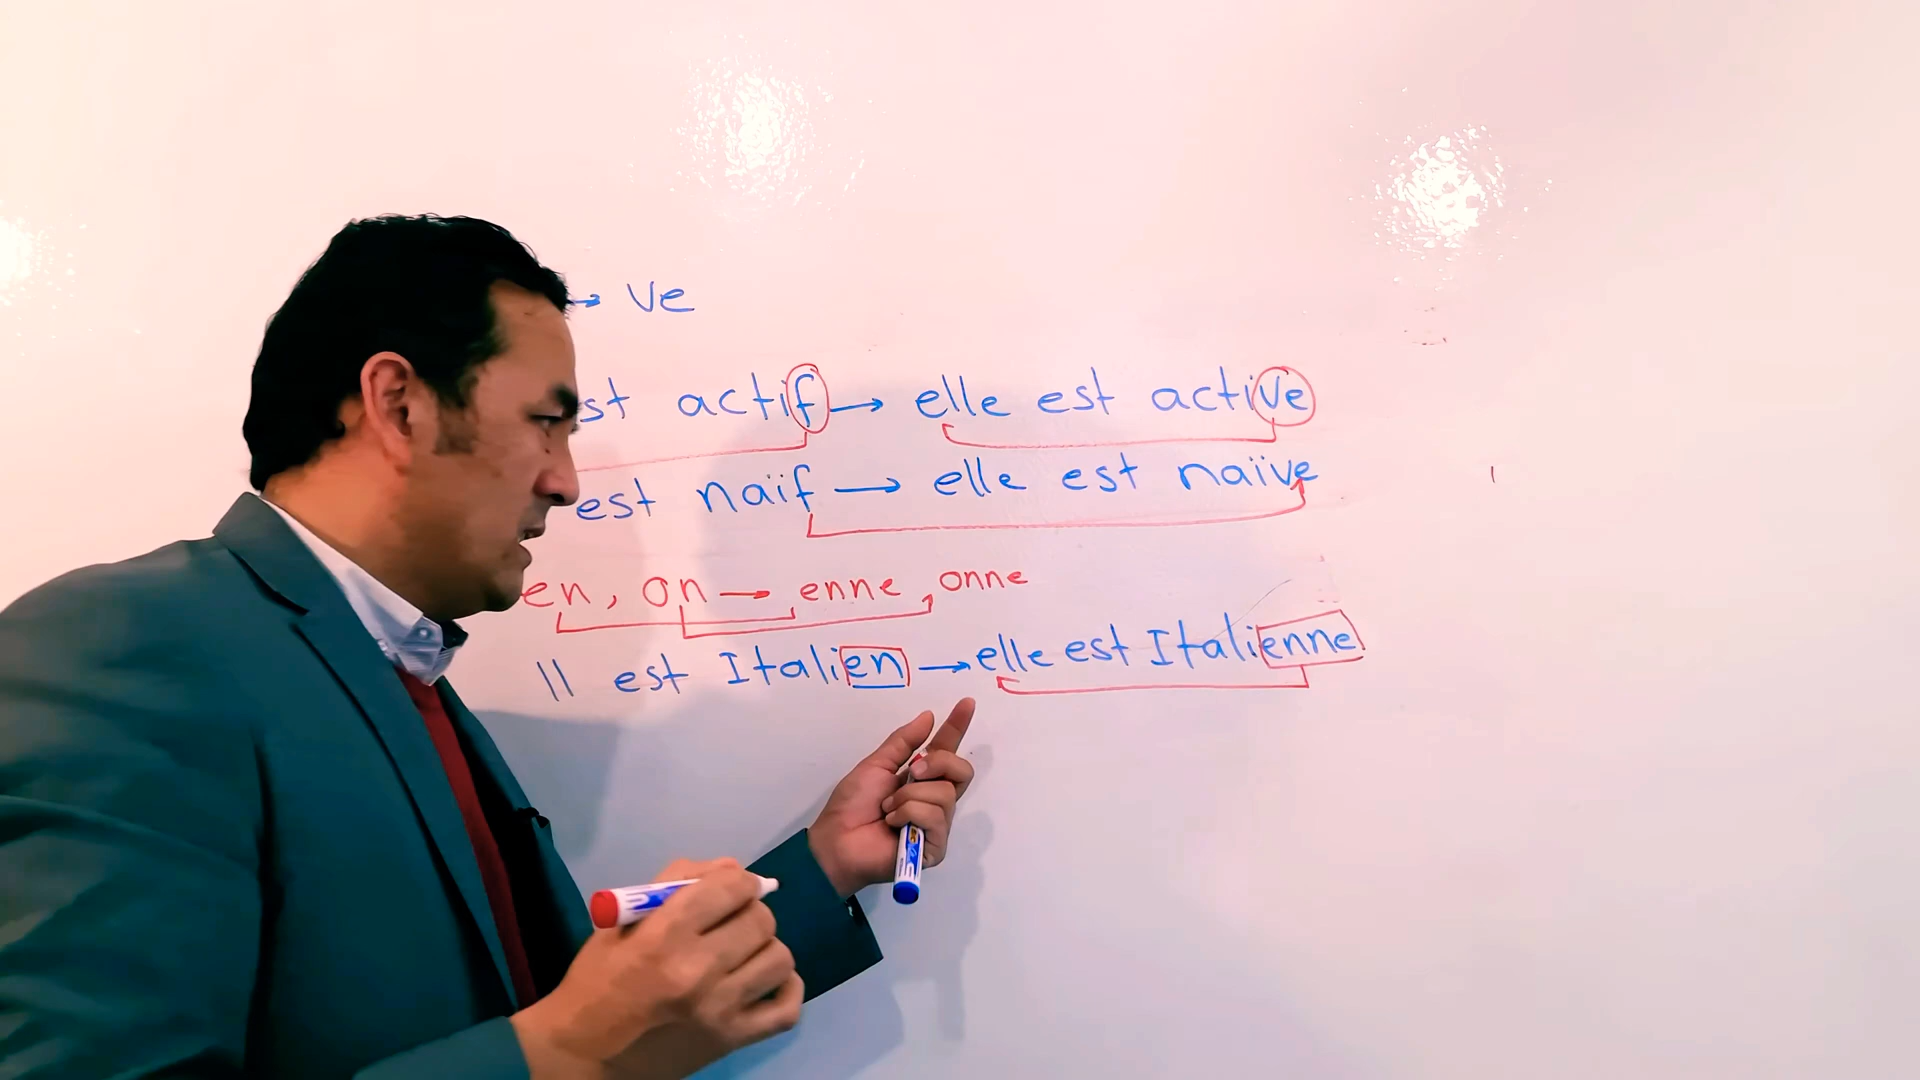 → ve
st actif → elle est active
est naïf → elle est naïve
en, on → enne, onne
Il est Italien → elle est Italienne